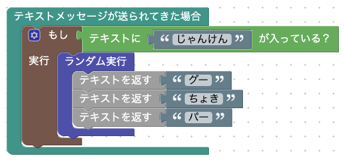 テキストメッセージが送られてきた場合
もし テキストに “ じゃんけん ” が入っている？
実行 ランダム実行
テキストを返す “ グー ”
テキストを返す “ ちょき ”
テキストを返す “ パー ”